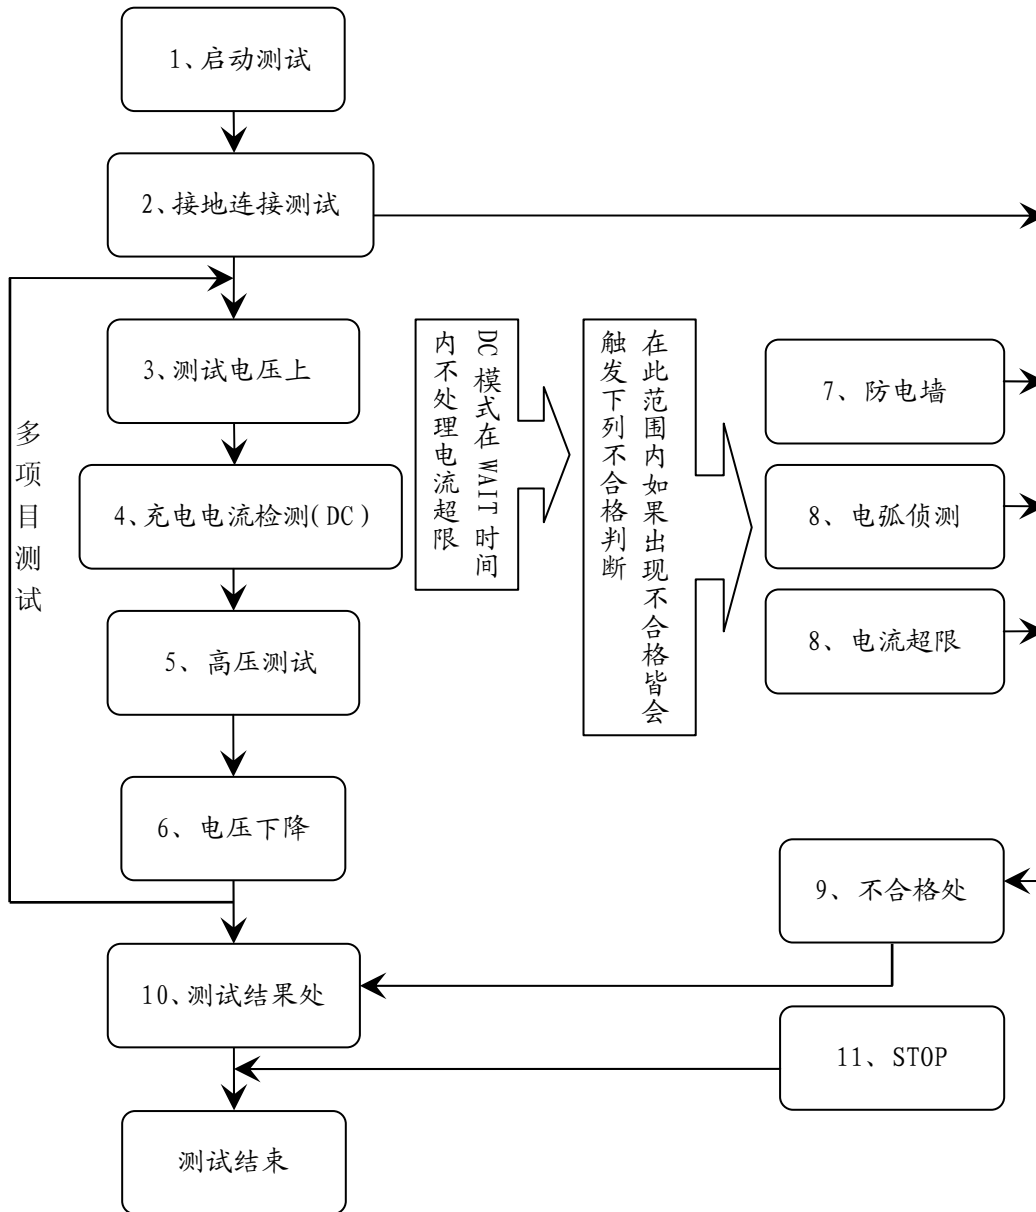 1、启动测试
2、接地连接测试
3、测试电压上
4、充电电流检测(DC)
5、高压测试
6、电压下降
10、测试结果处
测试结束
多项目测试
DC 模式在 WAIT 时间
内不处理电流超限
在此范围内如果出现不合格皆会
触发下列不合格判断
7、防电墙
8、电弧侦测
8、电流超限
9、不合格处
11、STOP